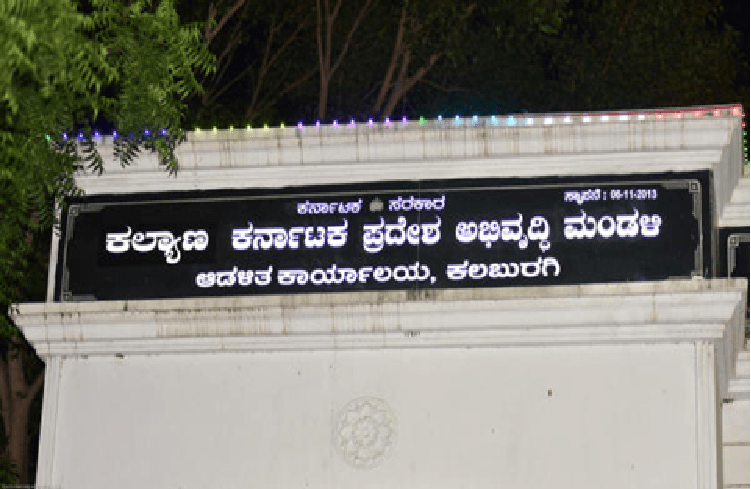 ಕರ್ನಾಟಕ ಸರಕಾರ
ಸ್ಥಾಪನೆ : 06-11-2013
ಕಲ್ಯಾಣ ಕರ್ನಾಟಕ ಪ್ರದೇಶ ಅಭಿವೃದ್ಧಿ ಮಂಡಳಿ
ಆಡಳಿತ ಕಾರ್ಯಾಲಯ, ಕಲಬುರಗಿ